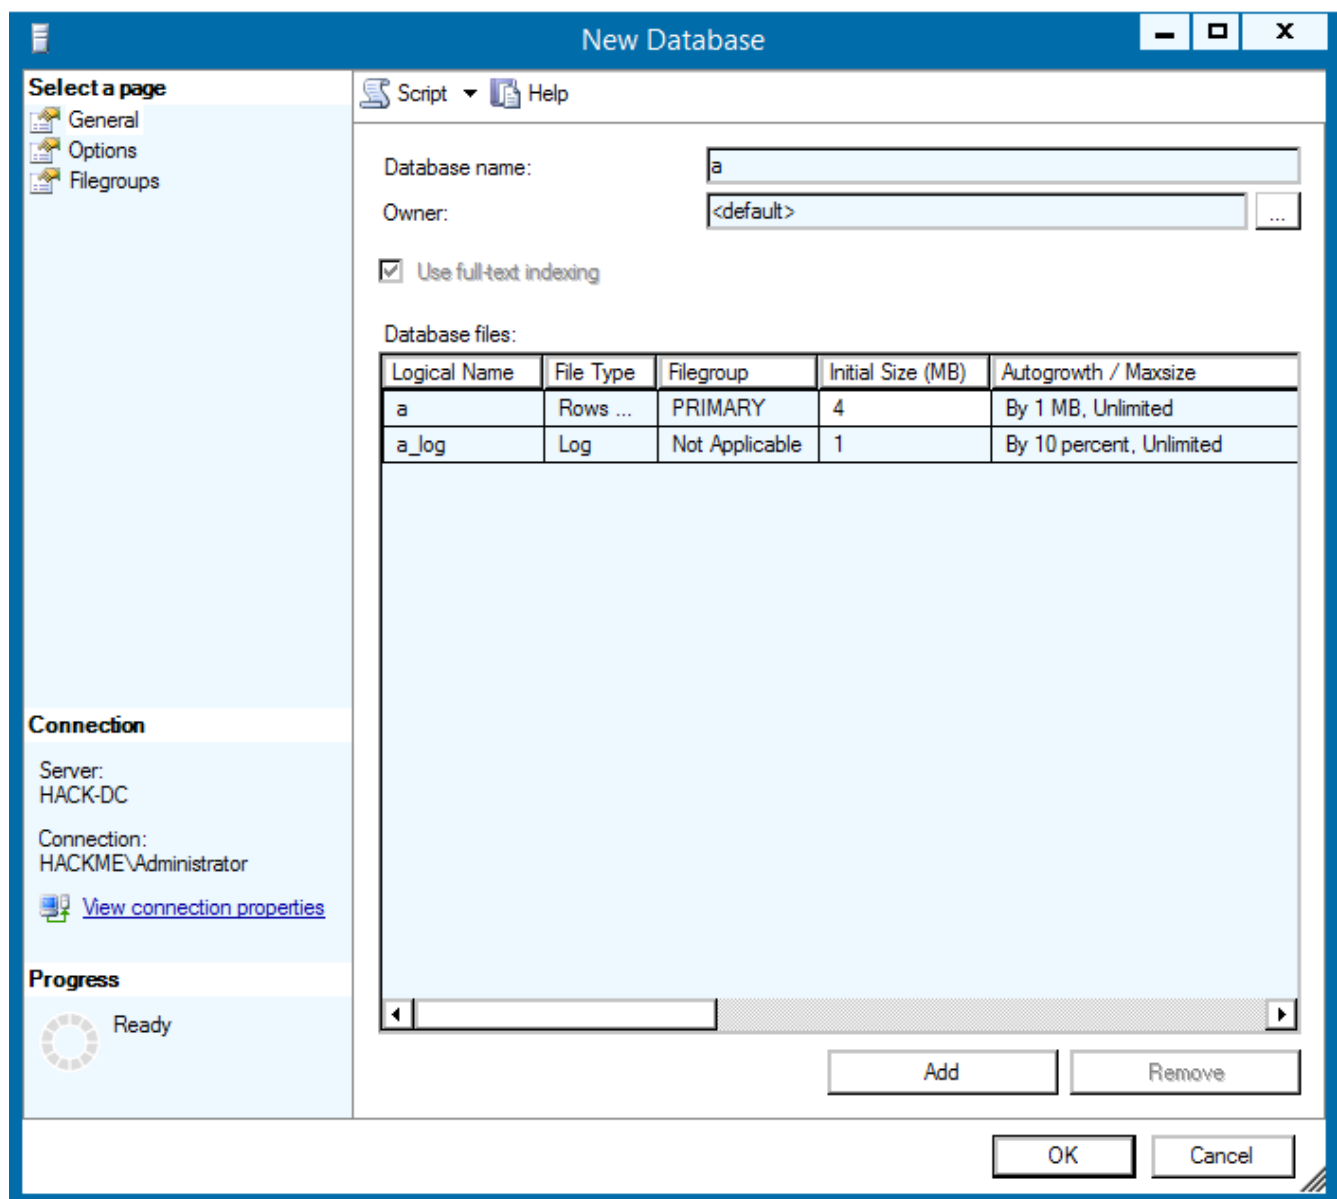 New Database
Select a page
General
Options
Filegroups
Script
Help
Database name:
a
Owner:
<default>
...
Use full-text indexing
Database files:
Logical Name File Type Filegroup Initial Size (MB) Autogrowth / Maxsize
a Rows ... PRIMARY 4 By 1 MB, Unlimited
a_log Log Not Applicable 1 By 10 percent, Unlimited
Connection
Server:
HACK-DC
Connection:
HACKME\Administrator
View connection properties
Progress
Ready
Add
Remove
OK
Cancel